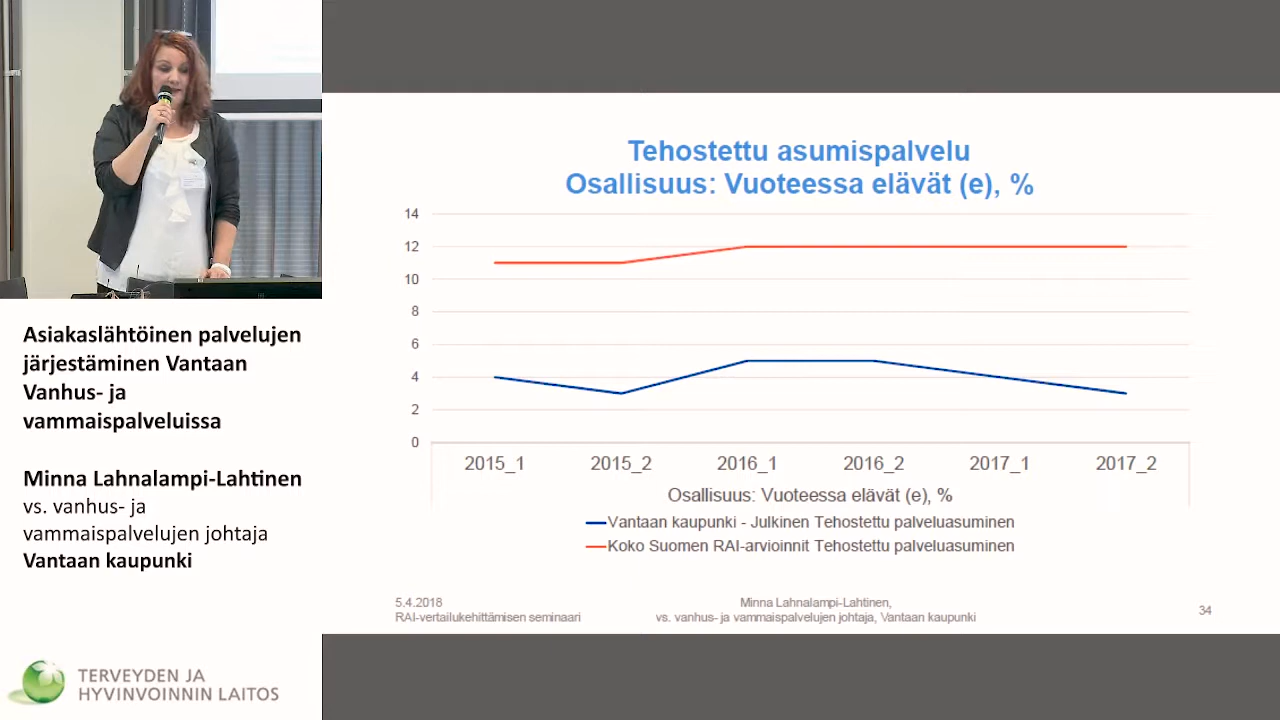 Asiakaslähtöinen palvelujen
järjestäminen Vantaan
Vanhus- ja
vammaispalveluissa
Minna Lahnalampi-Lahtinen
vs. vanhus- ja
vammaispalvelujen johtaja
Vantaan kaupunki
TERVEYDEN JA
HYVINVOINNIN LAITOS
Tehostettu asumispalvelu
Osallisuus: Vuoteessa elävät (e), %
14
12
10
8
6
4
2
0
2015_1 2015_2 2016_1 2016_2 2017_1 2017_2
Osallisuus: Vuoteessa elävät (e), %
Vantaan kaupunki - Julkinen Tehostettu palveluasuminen
Koko Suomen RAI-arvioinnit Tehostettu palveluasuminen
5.4.2018
RAI-vertailukehittämisen seminaari
Minna Lahnalampi-Lahtinen,
vs. vanhus- ja vammaispalvelujen johtaja, Vantaan kaupunki
34